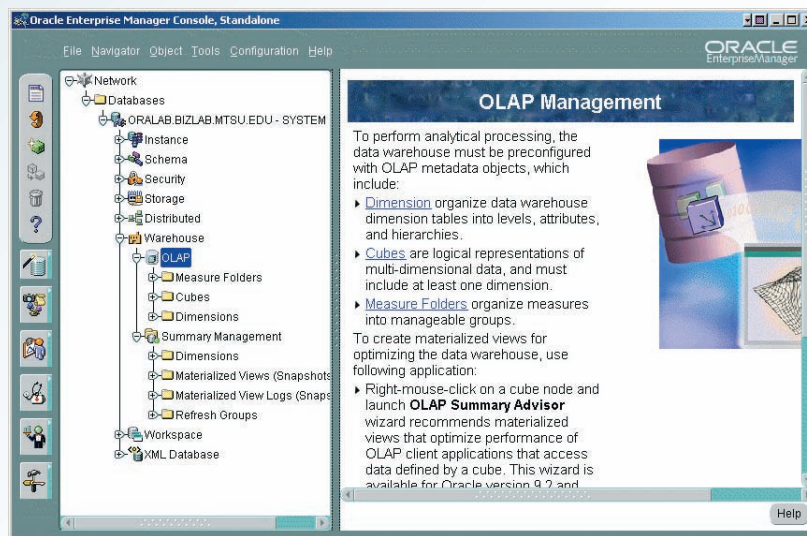 Oracle Enterprise Manager Console, Standalone
File Navigator Object Tools Configuration Help
ORACLE
EnterpriseManager
Network
Databases
ORALAB.BIZLAB.MTSU.EDU - SYSTEM
Instance
Schema
Security
Storage
Distributed
Warehouse
OLAP
Measure Folders
Cubes
Dimensions
Summary Management
Dimensions
Materialized Views (Snapshots
Materialized View Logs (Snaps
Refresh Groups
Workspace
XML Database
OLAP Management
To perform analytical processing, the
data warehouse must be preconfigured
with OLAP metadata objects, which
include:
Dimension organize data warehouse
dimension tables into levels, attributes,
and hierarchies.
Cubes are logical representations of
multi-dimensional data, and must
include at least one dimension.
Measure Folders organize measures
into manageable groups.
To create materialized views for
optimizing the data warehouse, use
following application:
Right-mouse-click on a cube node and
launch OLAP Summary Advisor
wizard recommends materialized
views that optimize performance of
OLAP client applications that access
data defined by a cube. This wizard is
available for Oracle version 9.2 and
Help